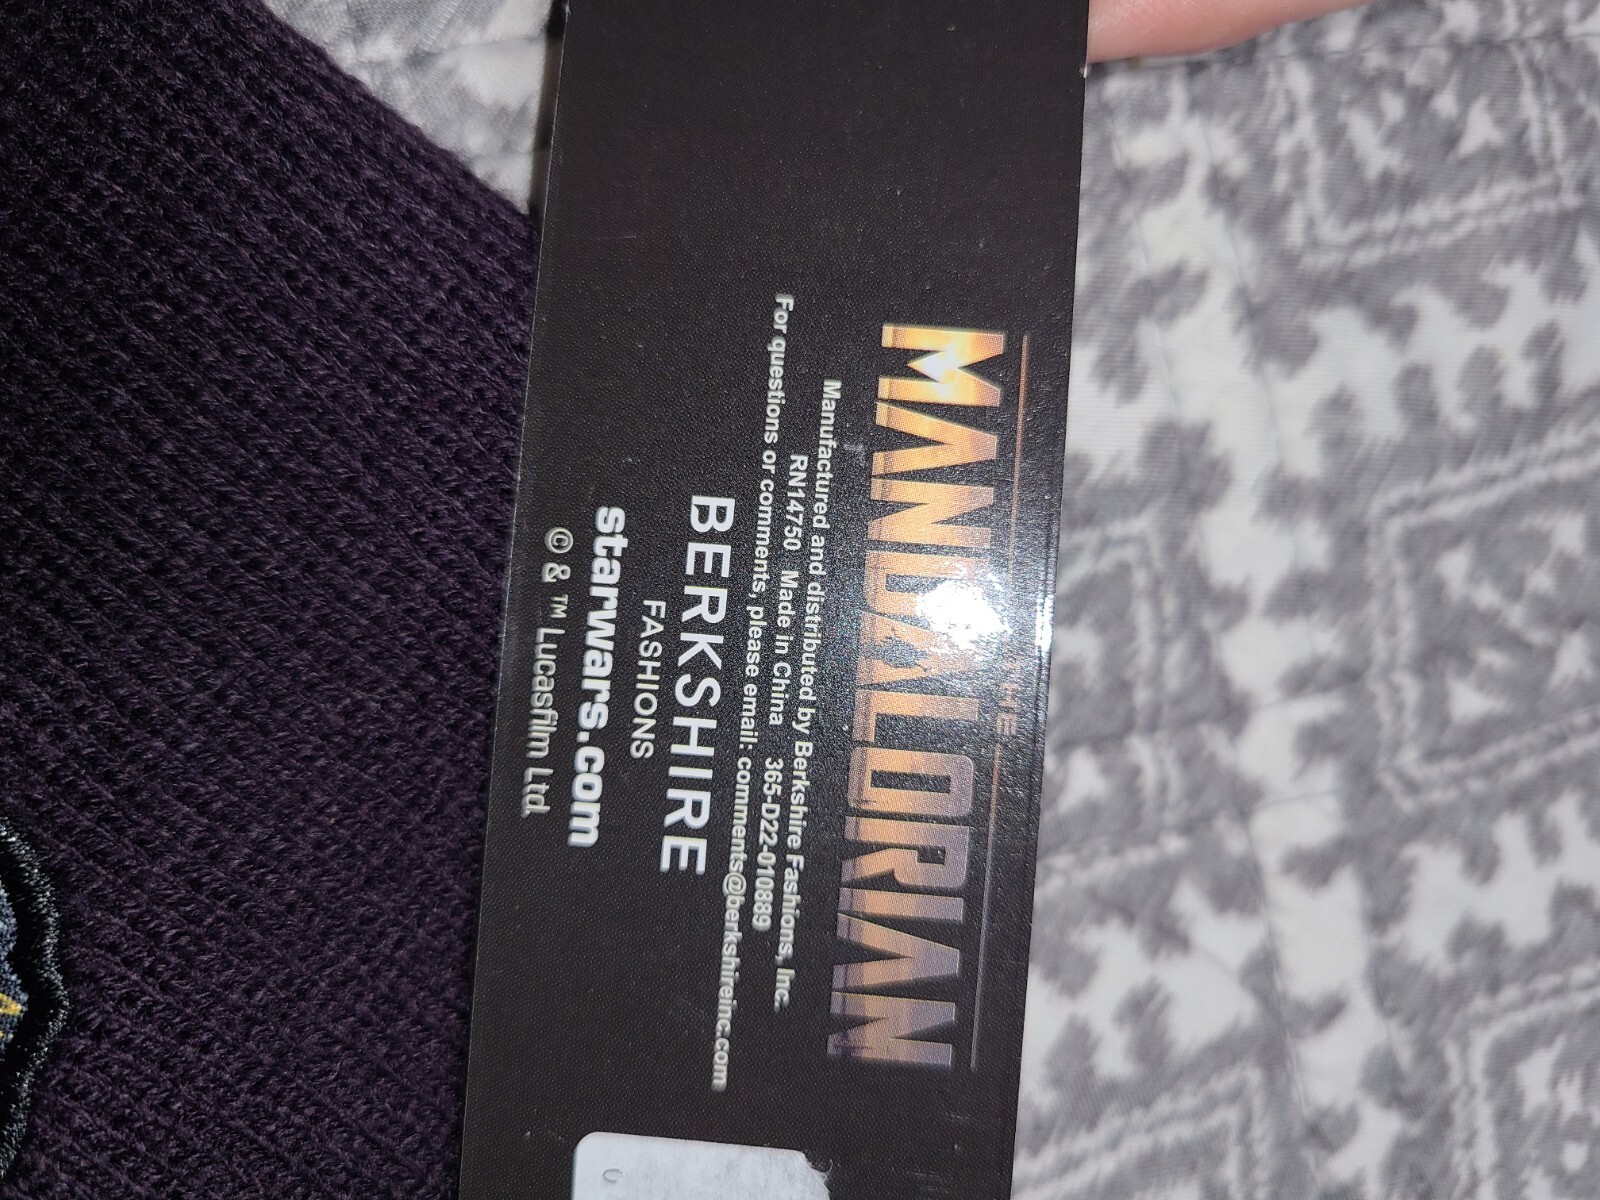 THE
MANDALORIAN
Manufactured and distributed by Berkshire Fashions, Inc.
RN14750 Made in China 365-D22-010889
For questions or comments, please email: comments@berkshireinc.com
BERKSHIRE
FASHIONS
starwars.com
© & ™ Lucasfilm Ltd.